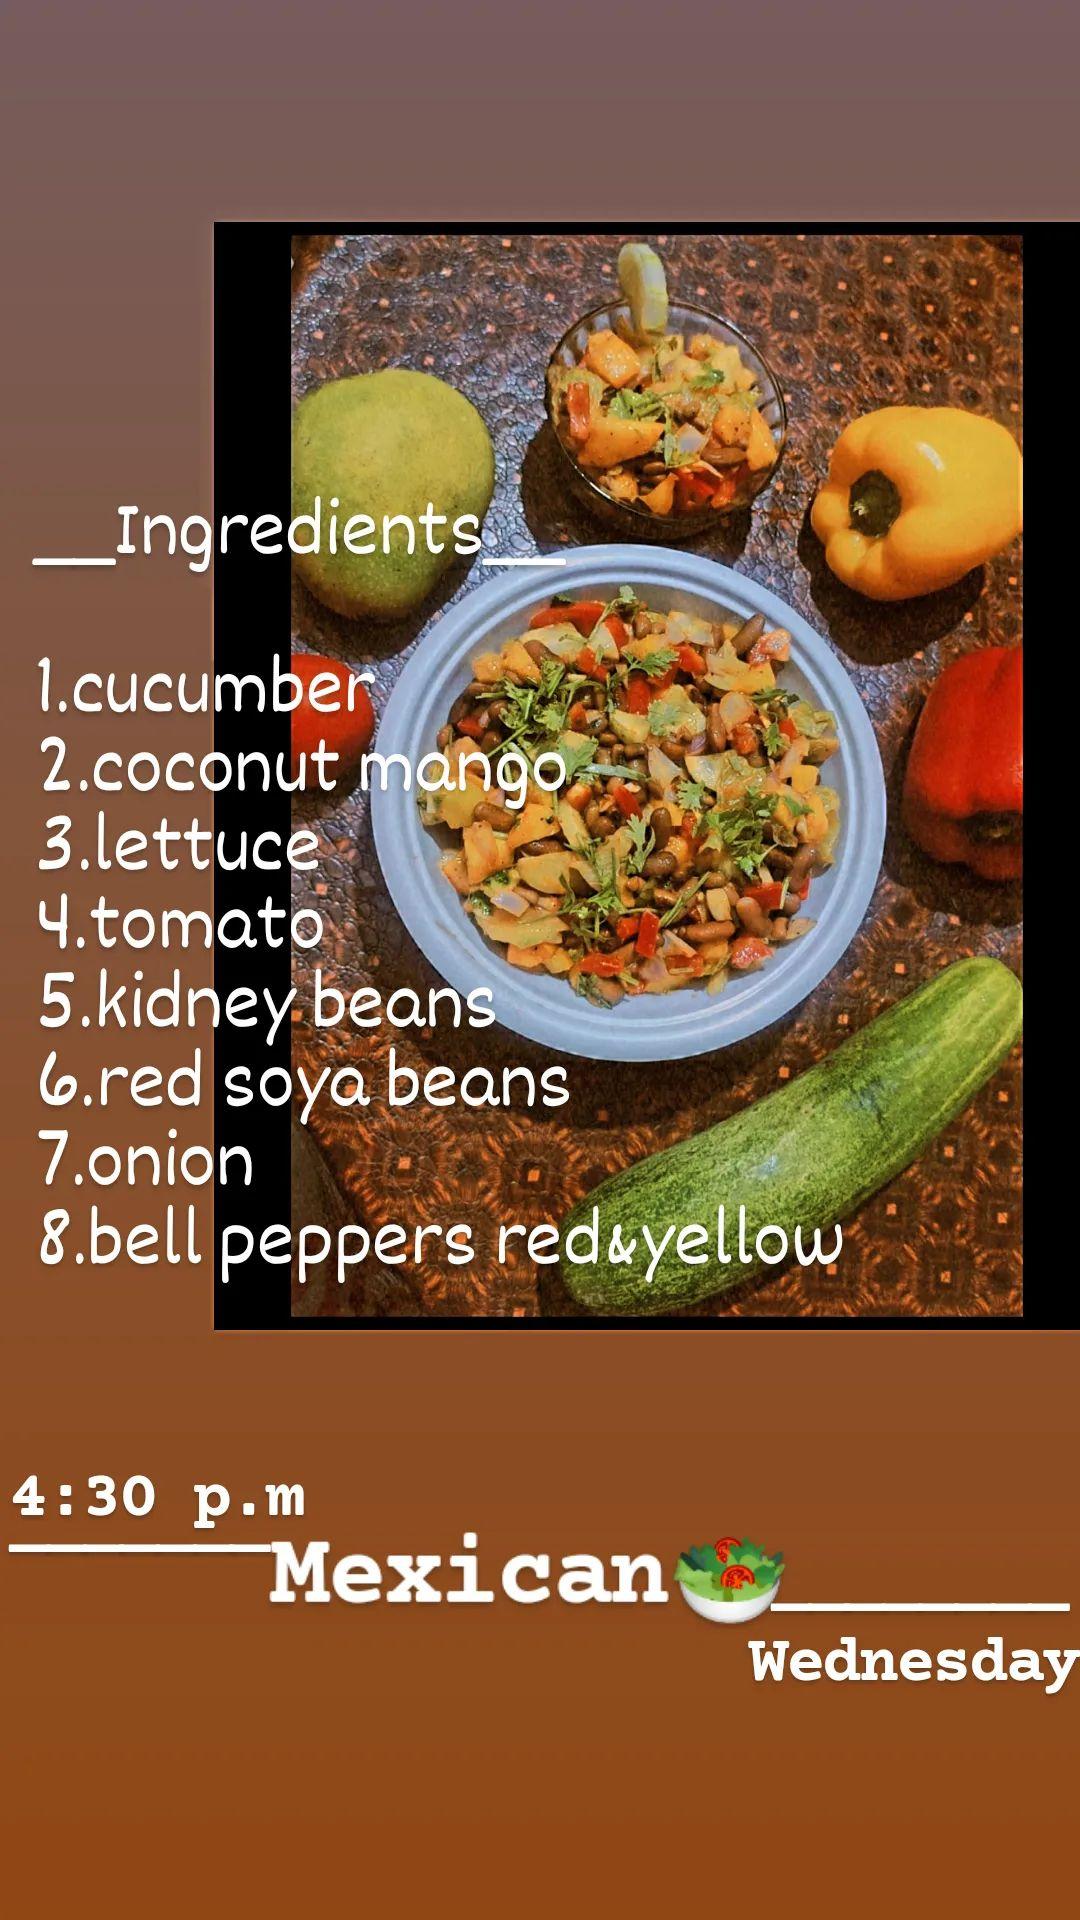 __Ingredients__
1.cucumber
2.coconut mango
3.lettuce
4.tomato
5.kidney beans
6.red soya beans
7.onion
8.bell peppers red&yellow
4:30 p.m
Mexican🥗
Wednesday